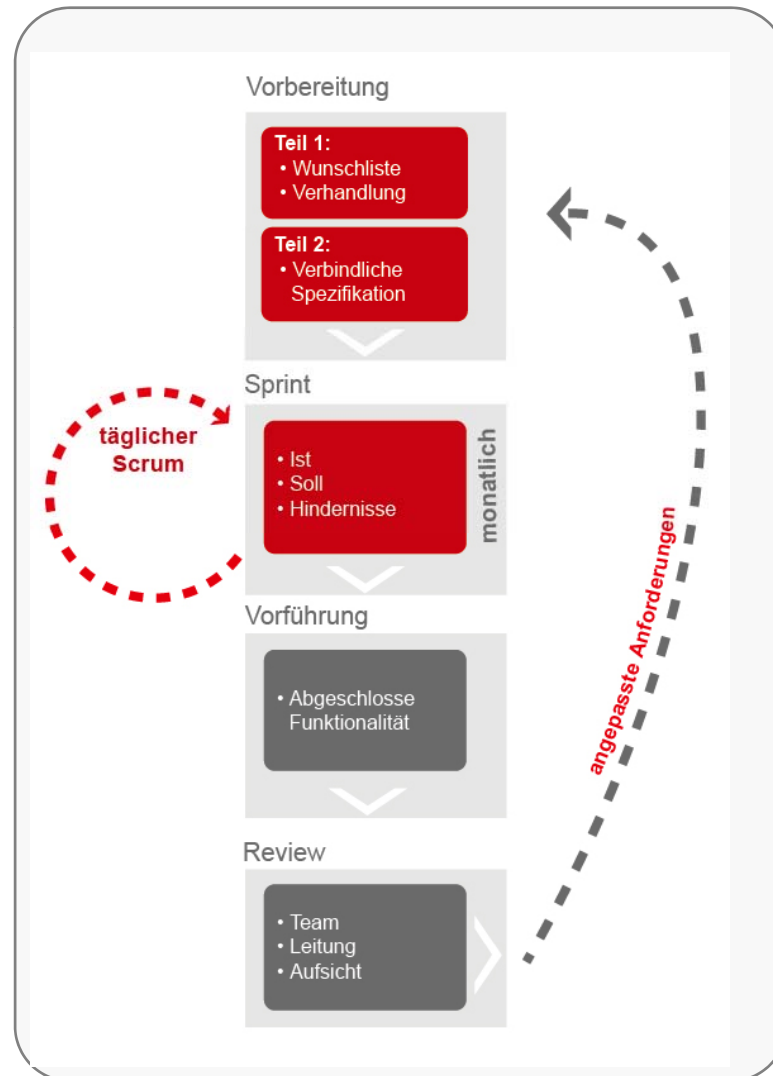 Vorbereitung
Teil 1:
• Wunschliste
• Verhandlung
Teil 2:
• Verbindliche
Spezifikation
Sprint
täglicher
Scrum
• Ist
• Soll
• Hindernisse
monatlich
Vorführung
• Abgeschlosse
Funktionalität
angepasste Anforderungen
Review
• Team
• Leitung
• Aufsicht